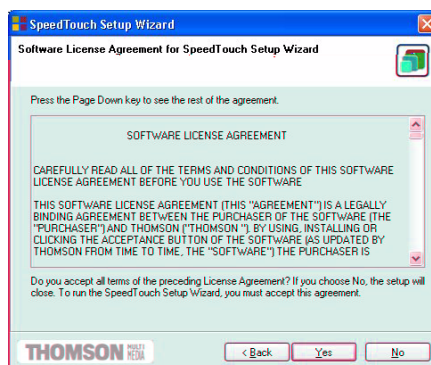 SpeedTouch Setup Wizard
Software License Agreement for SpeedTouch Setup Wizard
Press the Page Down key to see the rest of the agreement.
SOFTWARE LICENSE AGREEMENT
CAREFULLY READ ALL OF THE TERMS AND CONDITIONS OF THIS SOFTWARE
LICENSE AGREEMENT BEFORE YOU USE THE SOFTWARE
THIS SOFTWARE LICENSE AGREEMENT (THIS "AGREEMENT") IS A LEGALLY
BINDING AGREEMENT BETWEEN THE PURCHASER OF THE SOFTWARE (THE
"PURCHASER") AND THOMSON ("THOMSON "). BY USING, INSTALLING OR
CLICKING THE ACCEPTANCE BUTTON OF THE SOFTWARE (AS UPDATED BY
THOMSON FROM TIME TO TIME, THE "SOFTWARE") THE PURCHASER IS
Do you accept all terms of the preceding License Agreement? If you choose No, the setup will
close. To run the SpeedTouch Setup Wizard, you must accept this agreement.
THOMSON MULTI MEDIA
< Back Yes No